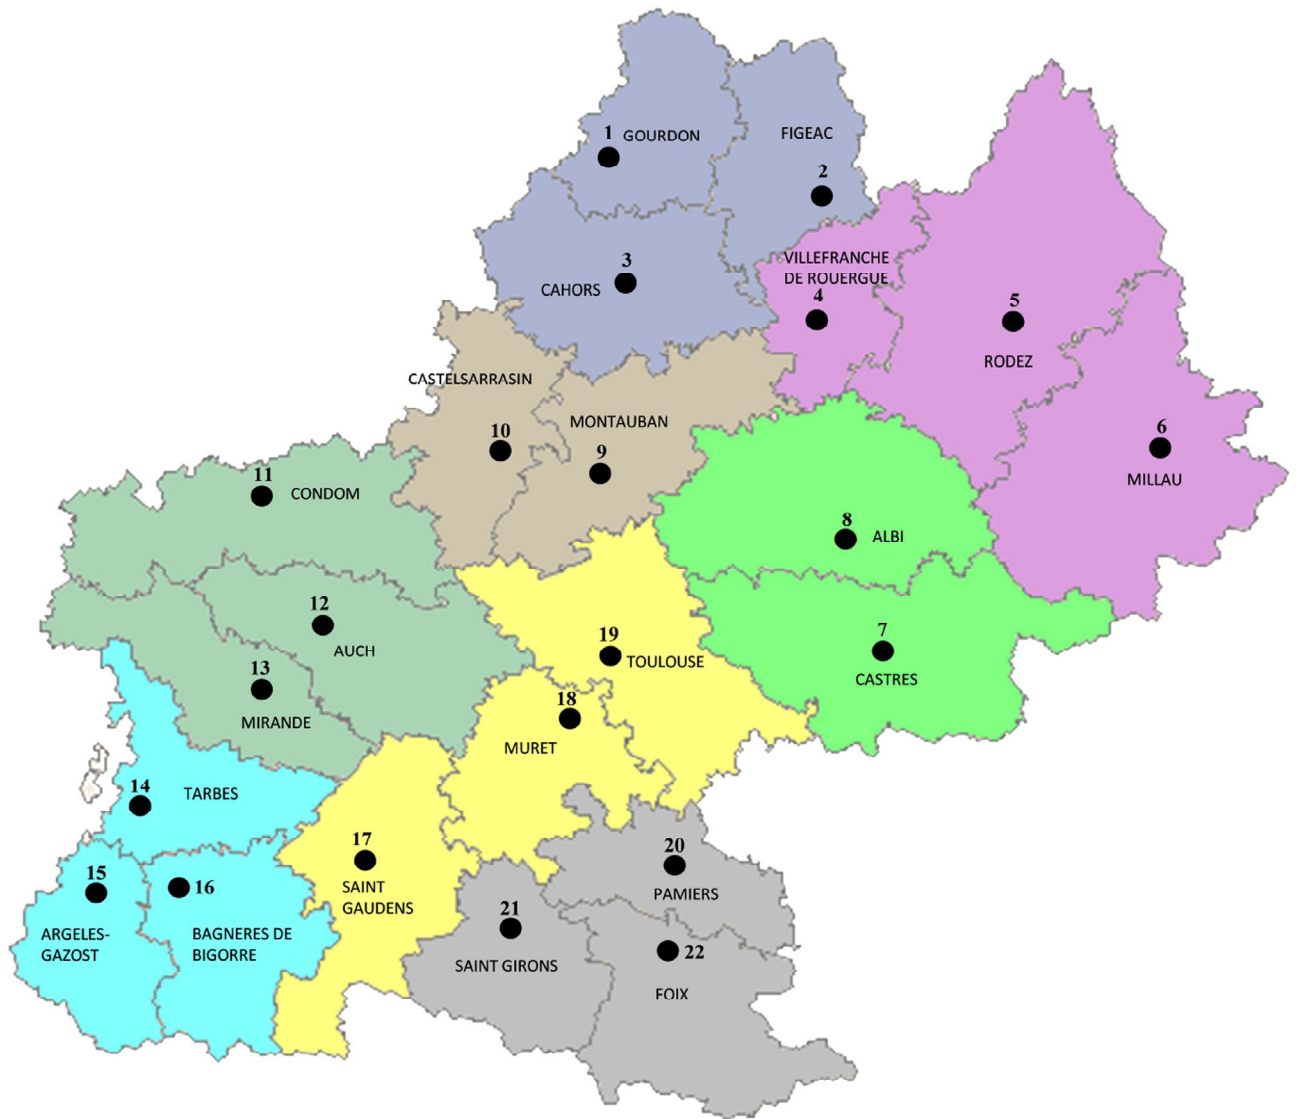 1
GOURDON
FIGEAC
2
3
CAHORS
VILLEFRANCHE
DE ROUERGUE
4
5
RODEZ
CASTELSARRASIN
10
MONTAUBAN
9
6
MILLAU
11
CONDOM
8
ALBI
12
AUCH
19
TOULOUSE
7
CASTRES
13
MIRANDE
18
MURET
14
TARBES
17
SAINT
GAUDENS
20
PAMIERS
15
16
ARGELES-
GAZOST
BAGNERES DE
BIGORRE
21
SAINT GIRONS
22
FOIX